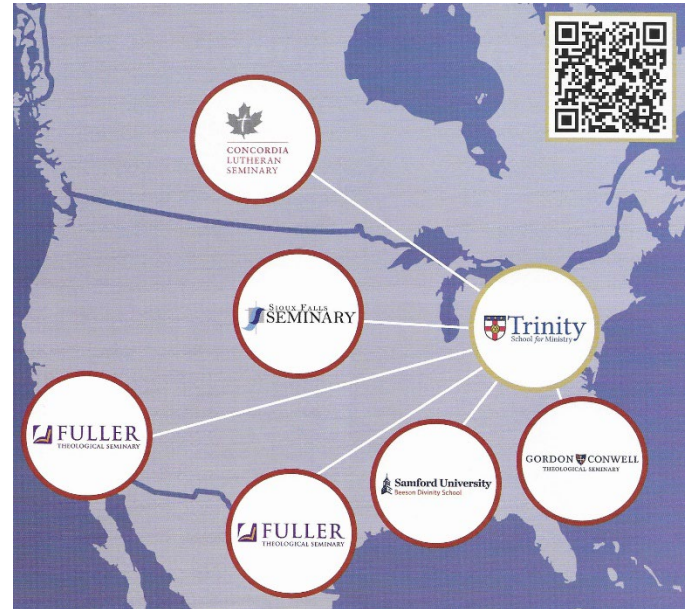 CONCORDIA
LUTHERAN
SEMINARY
SIOUX FALLS
SEMINARY
Trinity
School for Ministry
FULLER
THEOLOGICAL SEMINARY
GORDON CONWELL
THEOLOGICAL SEMINARY
Samford University
Beeson Divinity School
FULLER
THEOLOGICAL SEMINARY